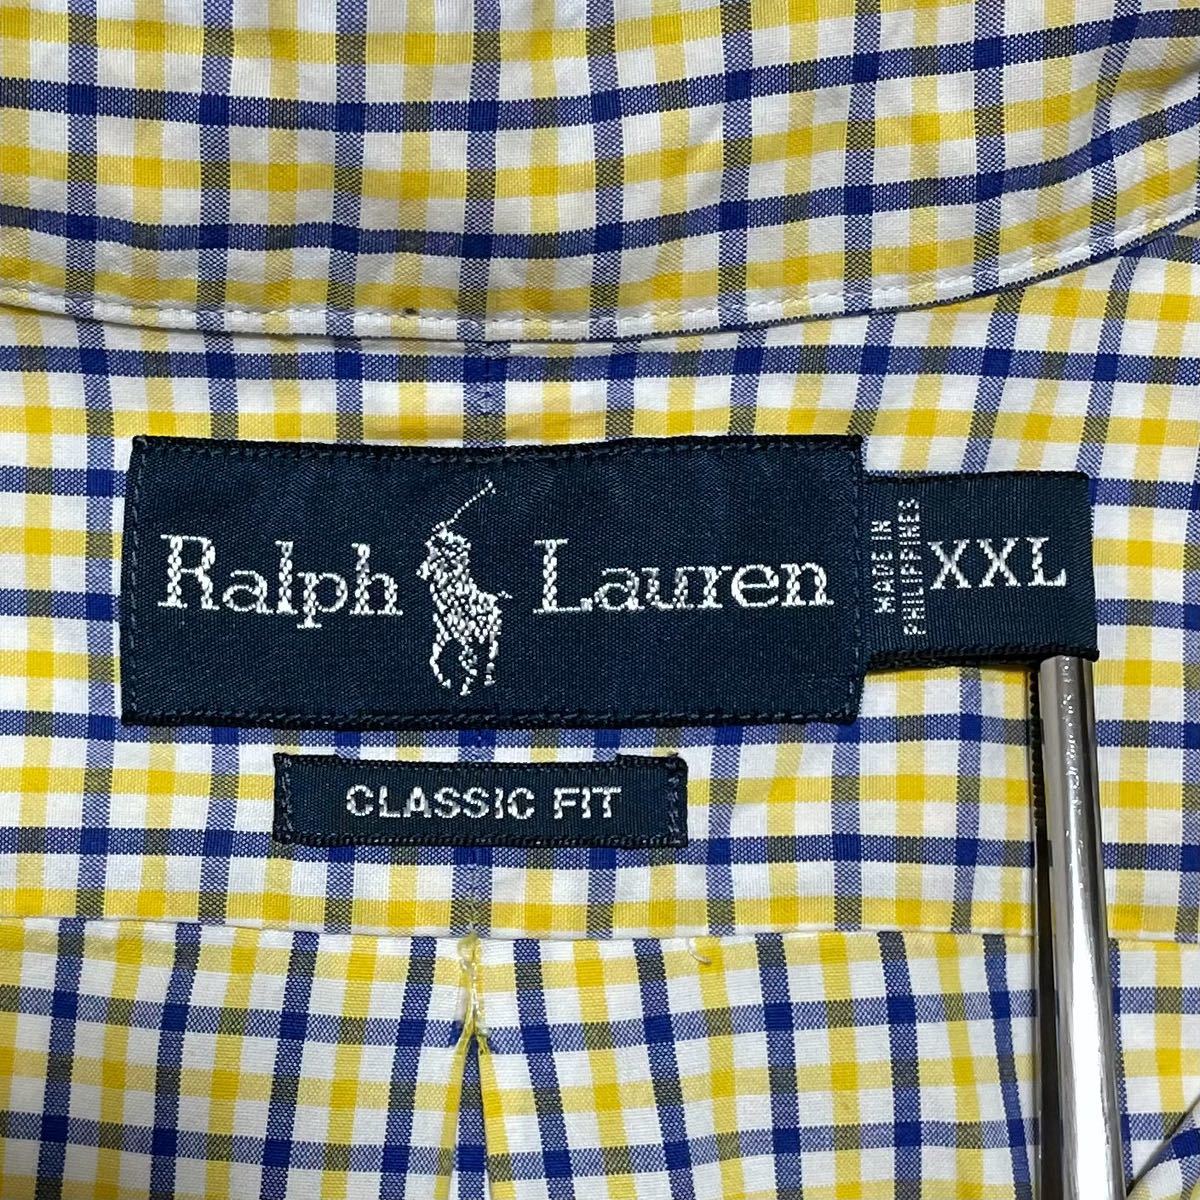 Ralph Lauren
MADE IN
PHILIPPINES
XXL
CLASSIC FIT